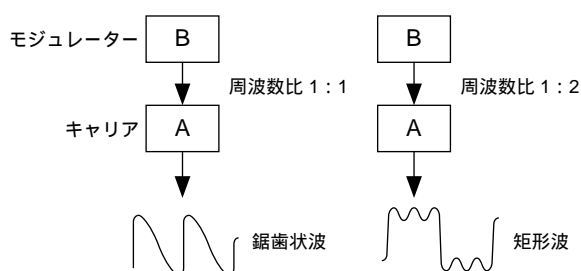 モジュレーター B
B
周波数比 1：1
周波数比 1：2
キャリア A
A
鋸歯状波
矩形波